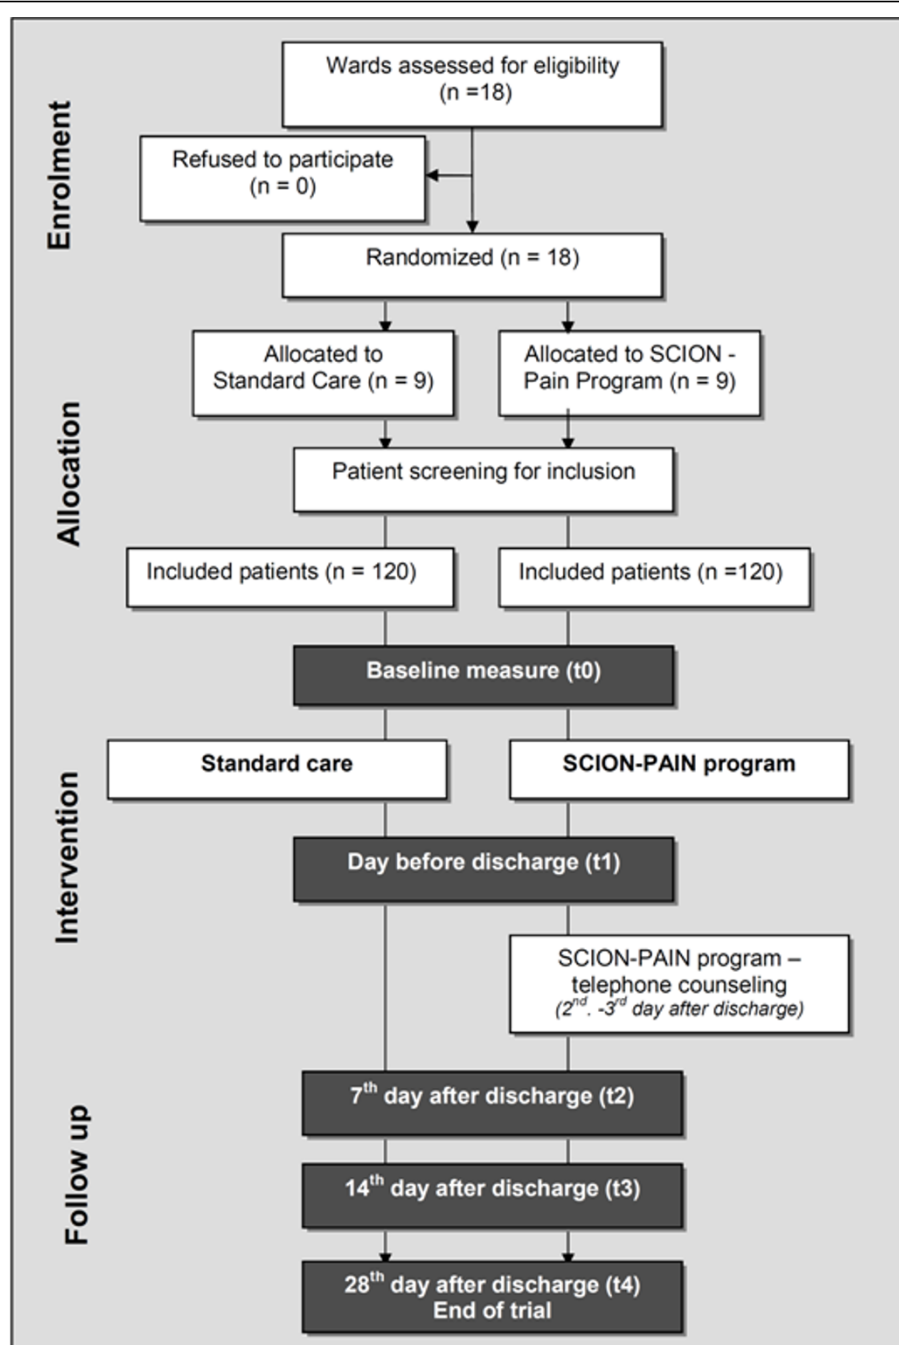 Enrolment
Wards assessed for eligibility
(n =18)
Refused to participate
(n = 0)
Randomized (n = 18)
Allocation
Allocated to
Standard Care (n = 9)
Allocated to SCION -
Pain Program (n = 9)
Patient screening for inclusion
Included patients (n = 120)
Included patients (n =120)
Baseline measure (t0)
Intervention
Standard care
SCION-PAIN program
Day before discharge (t1)
SCION-PAIN program –
telephone counseling
(2nd. -3rd day after discharge)
Follow up
7th day after discharge (t2)
14th day after discharge (t3)
28th day after discharge (t4)
End of trial